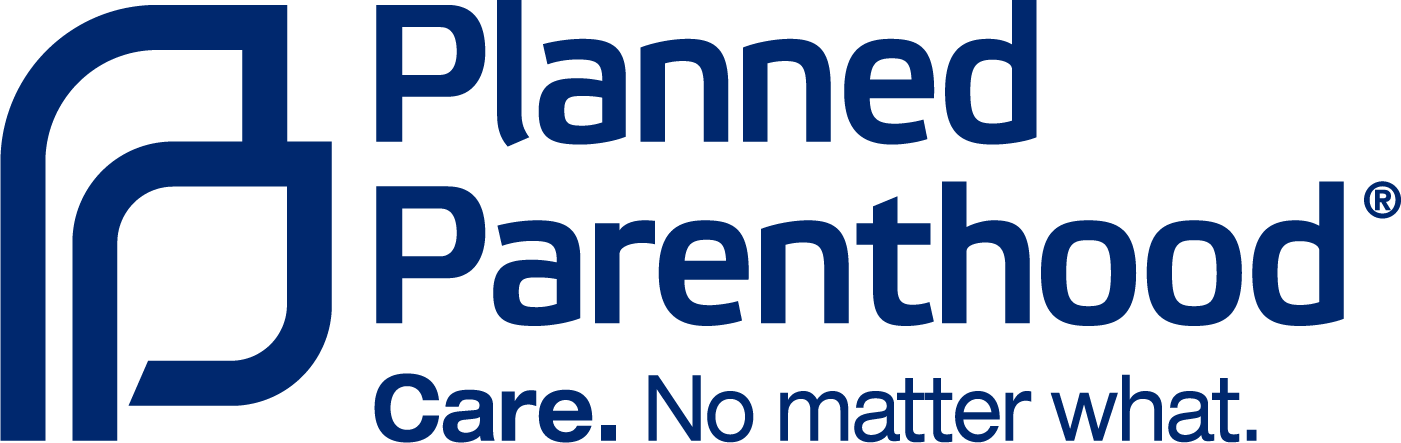 Planned
Parenthood®
Care. No matter what.